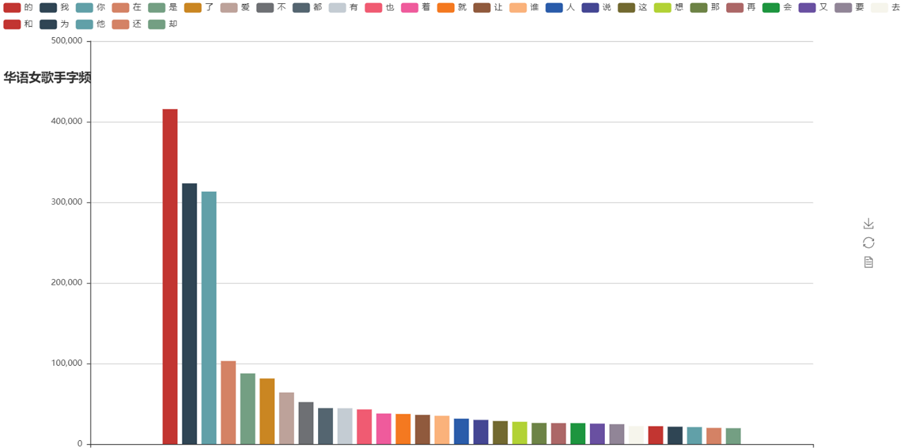 的 我 你 在 是 了 爱 不 都 有 也 着 就 让 谁 人 说 这 想 那 再 会 又 要 去
和 为 他 还 却
500,000
华语女歌手字频
400,000
300,000
200,000
100,000
0